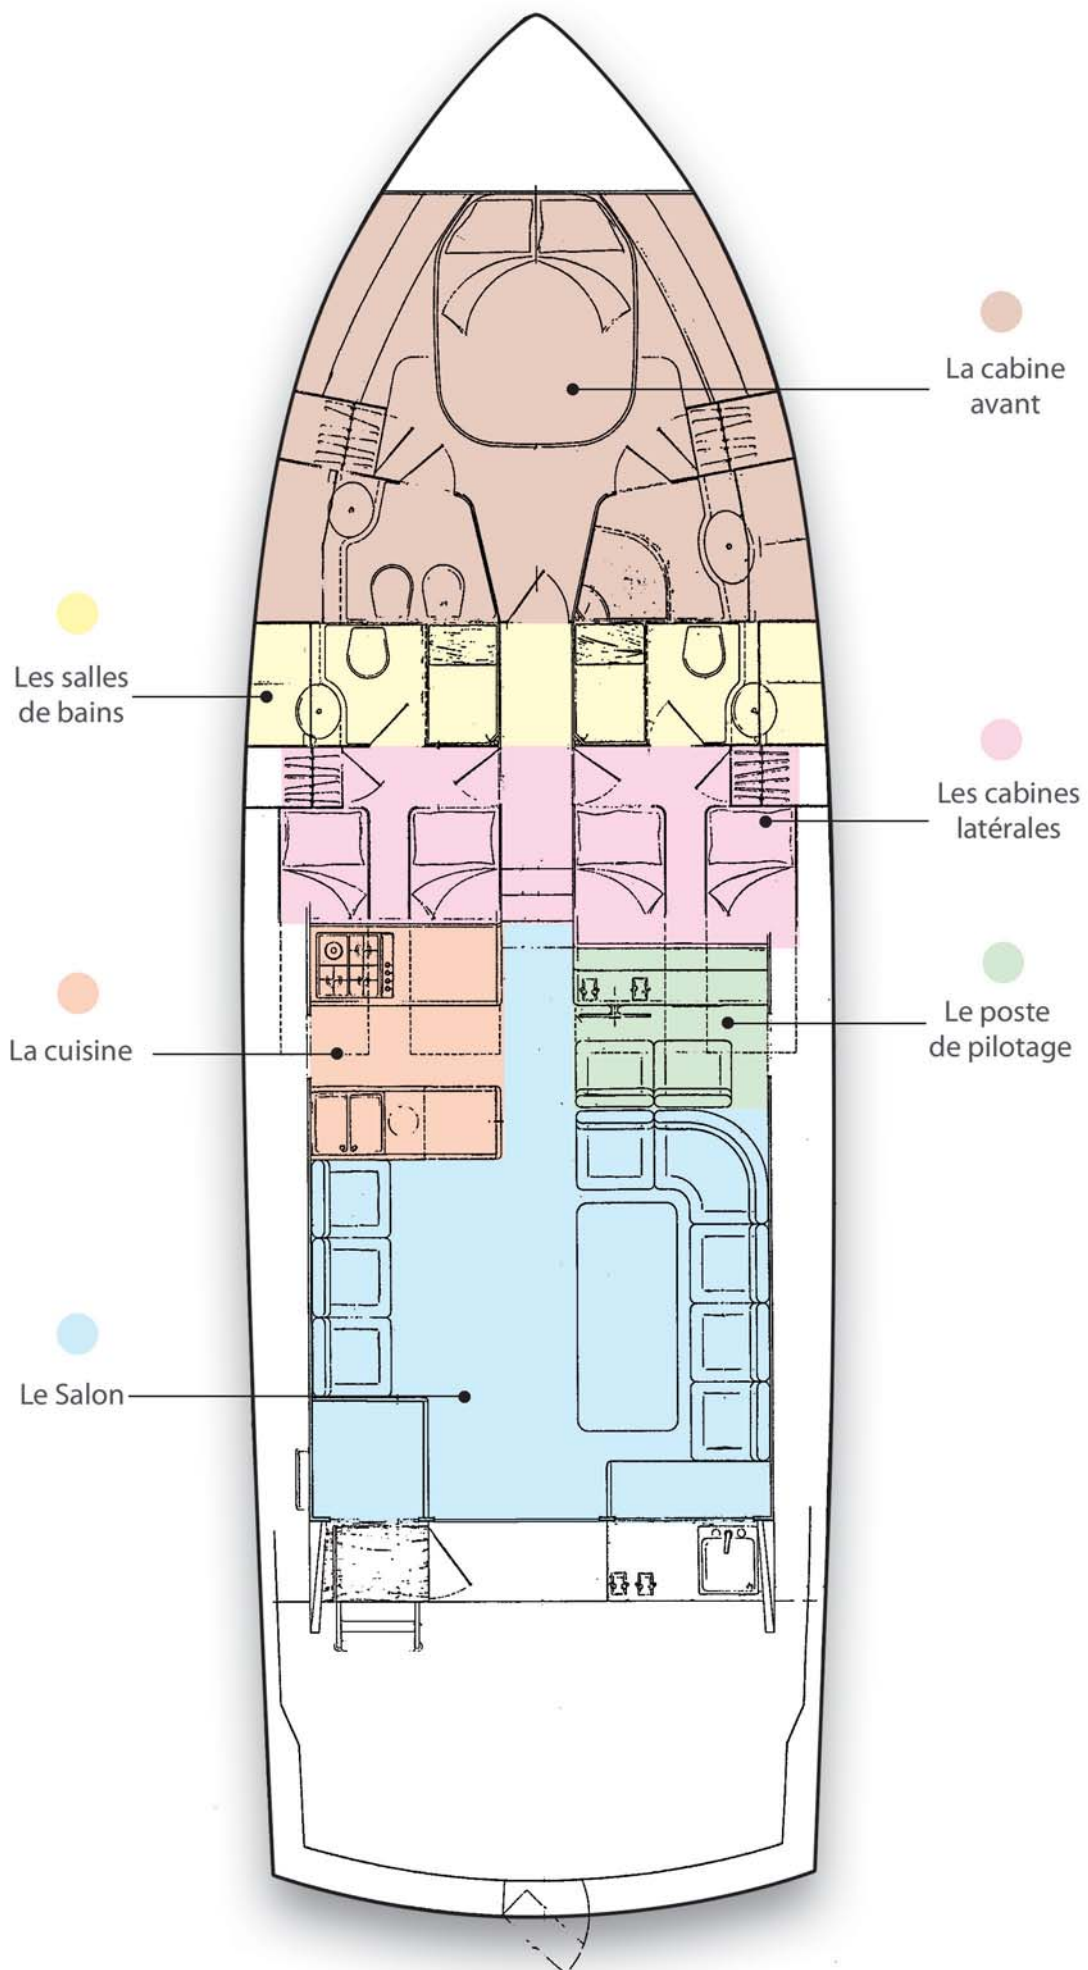 La cabine
avant
Les salles
de bains
Les cabines
latérales
La cuisine
Le poste
de pilotage
Le Salon